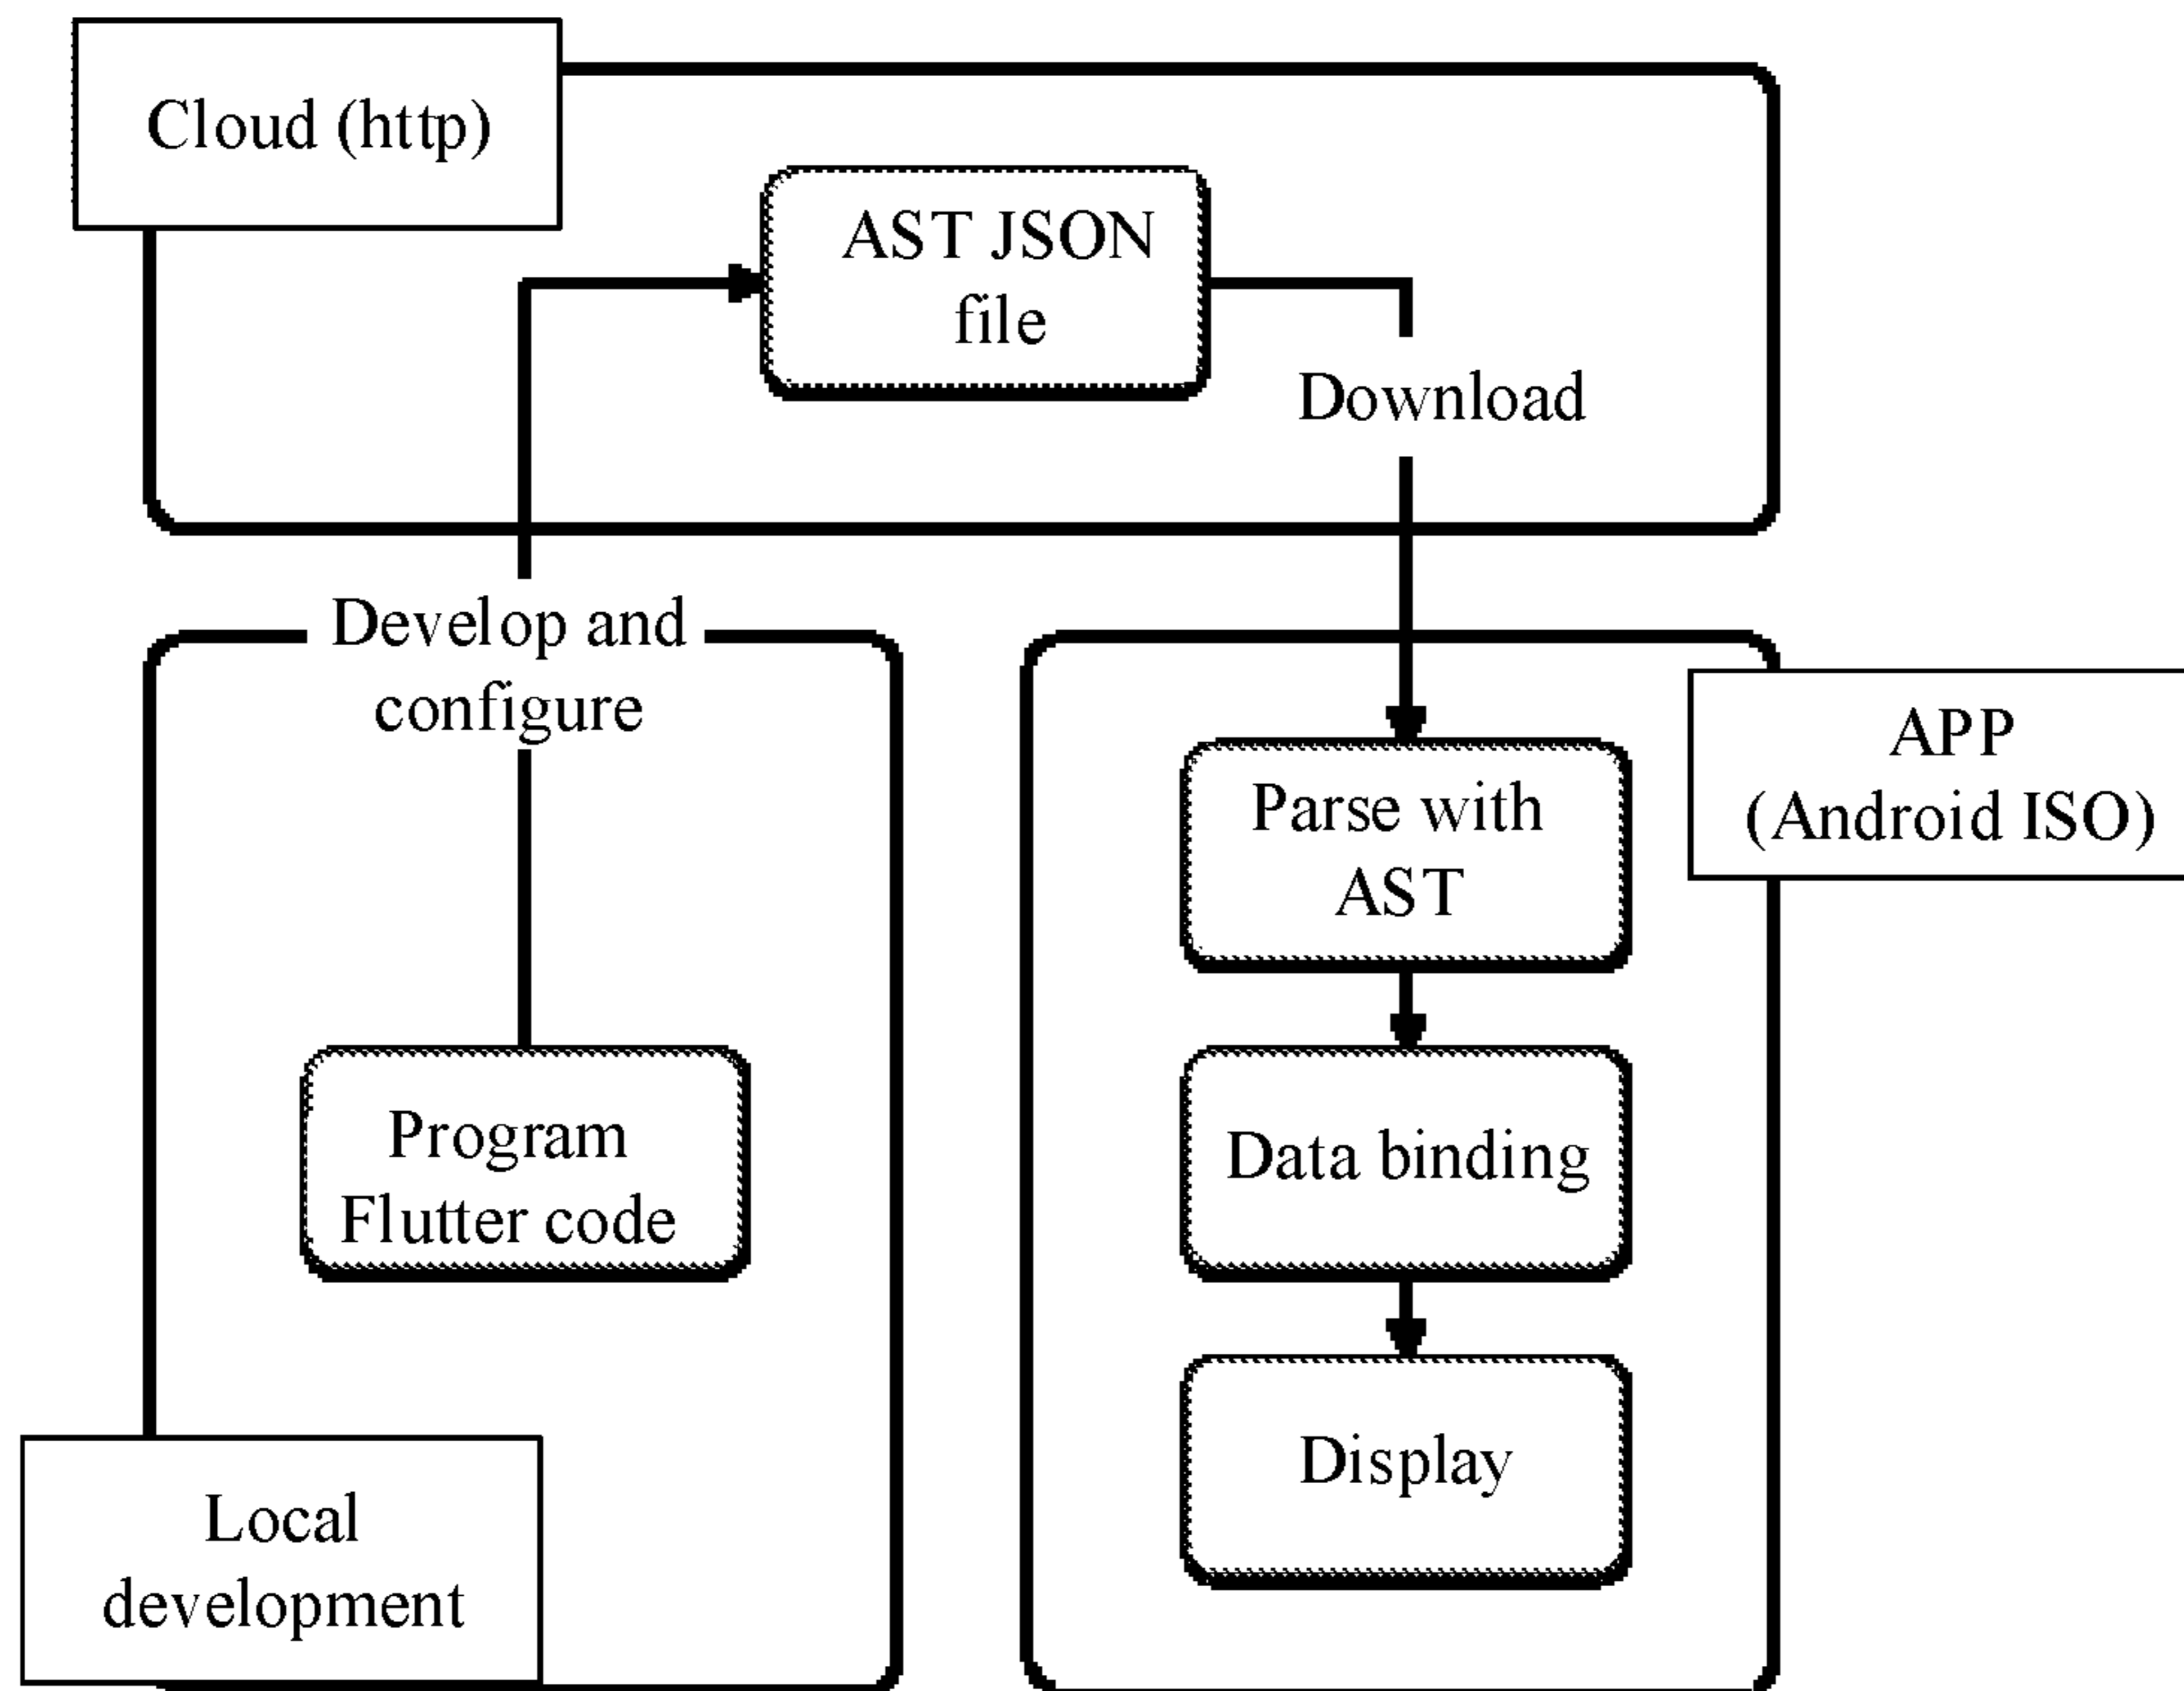 Cloud (http)
AST JSON
file
Download
Develop and
configure
APP
(Android ISO)
Parse with
AST
Program
Flutter code
Data binding
Display
Local
development